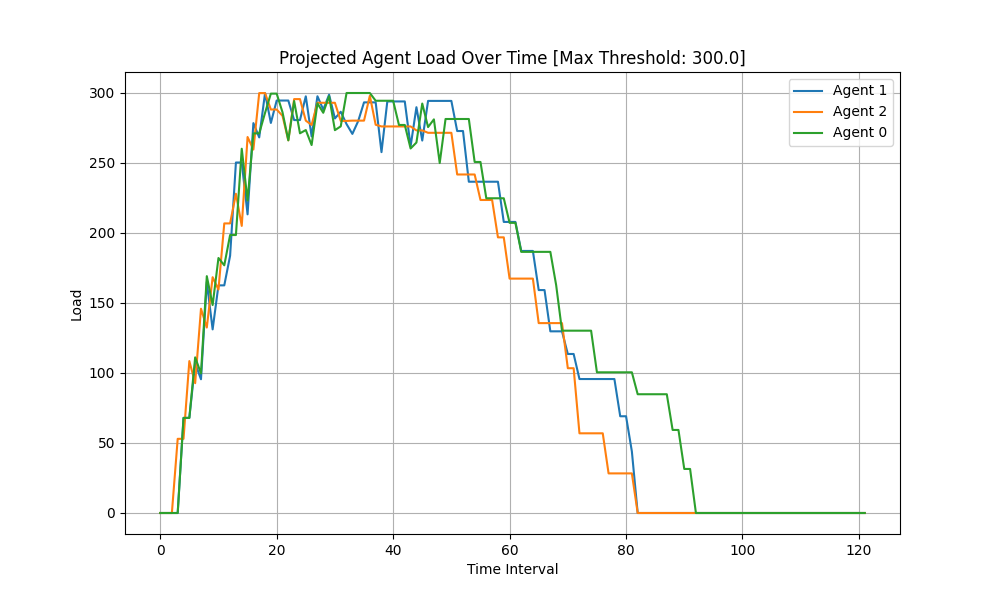 Projected Agent Load Over Time [Max Threshold: 300.0]
Agent 1
Agent 2
Agent 0
Load
300
250
200
150
100
50
0
0 20 40 60 80 100 120
Time Interval